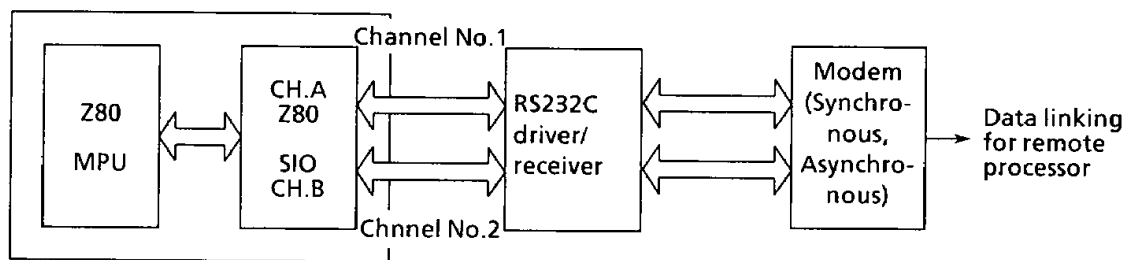 Channel No.1
Z80
MPU
CH.A
Z80
SIO
CH.B
RS232C
driver/
receiver
Modem
(Synchro-
nous,
Asynchro-
nous)
Data linking
for remote
processor
Chnnel No.2